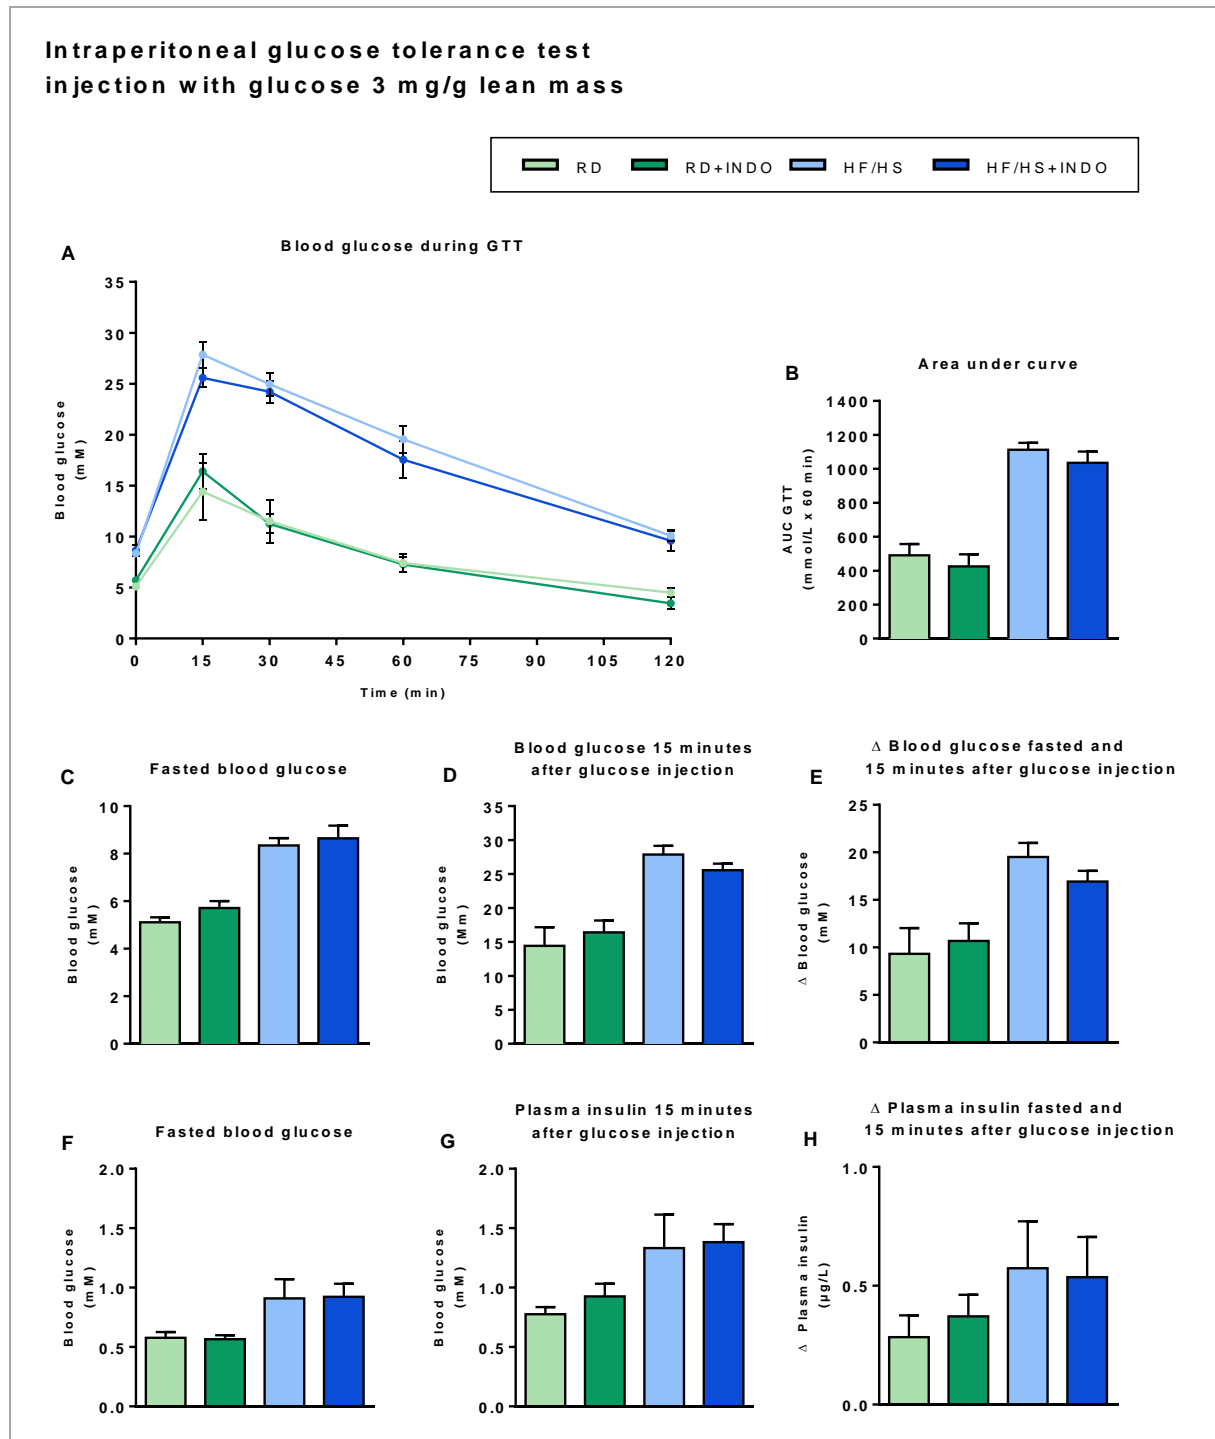 Intraperitoneal glucose tolerance test
injection with glucose 3 mg/g lean mass
RD RD+INDO HF/HS HF/HS+INDO
A
Blood glucose during GTT
Blood glucose
(mM)
35
30
25
20
15
10
5
0
0 15 30 45 60 75 90 105 120
Time (min)
B
Area under curve
AUC GTT
(mmol/L x 60 min)
1400
1200
1000
800
600
400
200
0
C
Fasted blood glucose
Blood glucose
(mM)
10
8
6
4
2
0
D
Blood glucose 15 minutes
after glucose injection
Blood glucose
(Mm)
35
30
25
20
15
10
5
0
E
Δ Blood glucose fasted and
15 minutes after glucose injection
Δ Blood glucose
(mM)
25
20
15
10
5
0
F
Fasted blood glucose
Blood glucose
(mM)
2.0
1.5
1.0
0.5
0.0
G
Plasma insulin 15 minutes
after glucose injection
Blood glucose
(mM)
2.0
1.5
1.0
0.5
0.0
H
Δ Plasma insulin fasted and
15 minutes after glucose injection
Δ Plasma insulin
(µg/L)
1.0
0.5
0.0